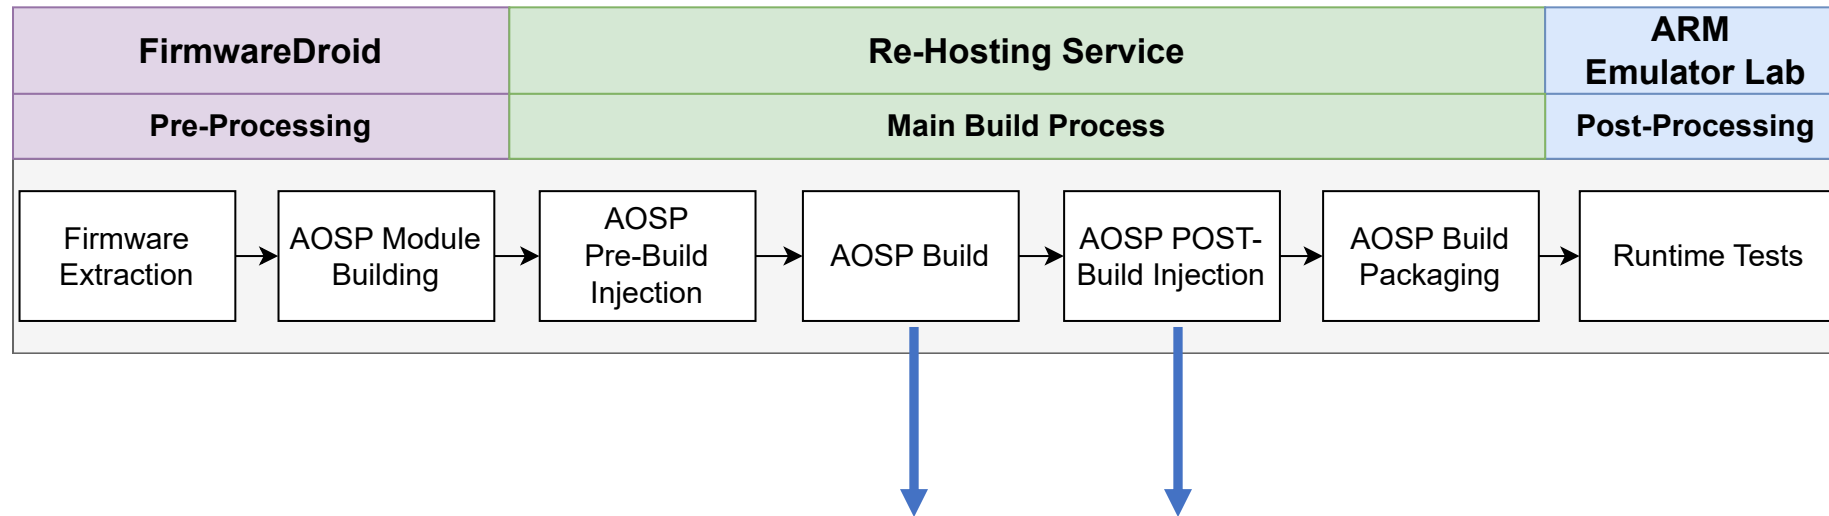 FirmwareDroid
Re-Hosting Service
ARM
Emulator Lab
Pre-Processing
Main Build Process
Post-Processing
Firmware
Extraction
AOSP Module
Building
AOSP
Pre-Build
Injection
AOSP Build
AOSP POST-
Build Injection
AOSP Build
Packaging
Runtime Tests